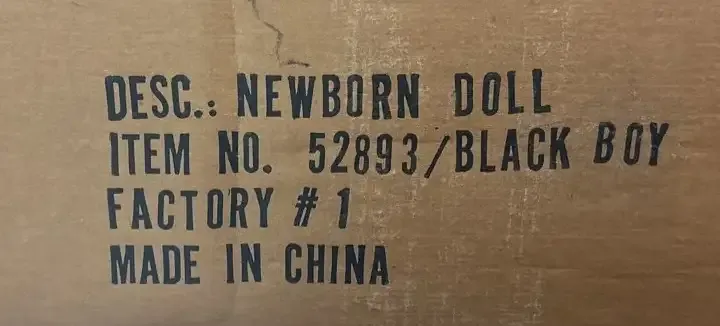 DESC.: NEWBORN DOLL
ITEM NO. 52893/BLACK BOY
FACTORY # 1
MADE IN CHINA